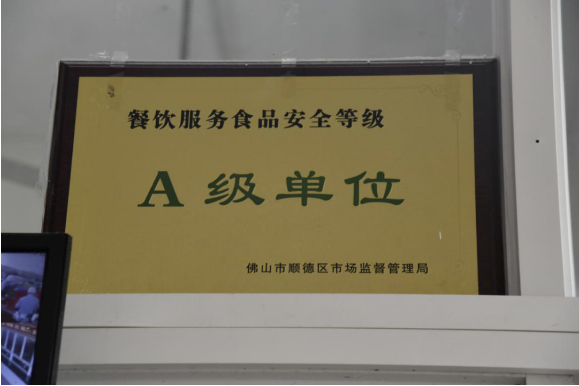 餐饮服务食品安全等级
A 级单位
佛山市顺德区市场监督管理局